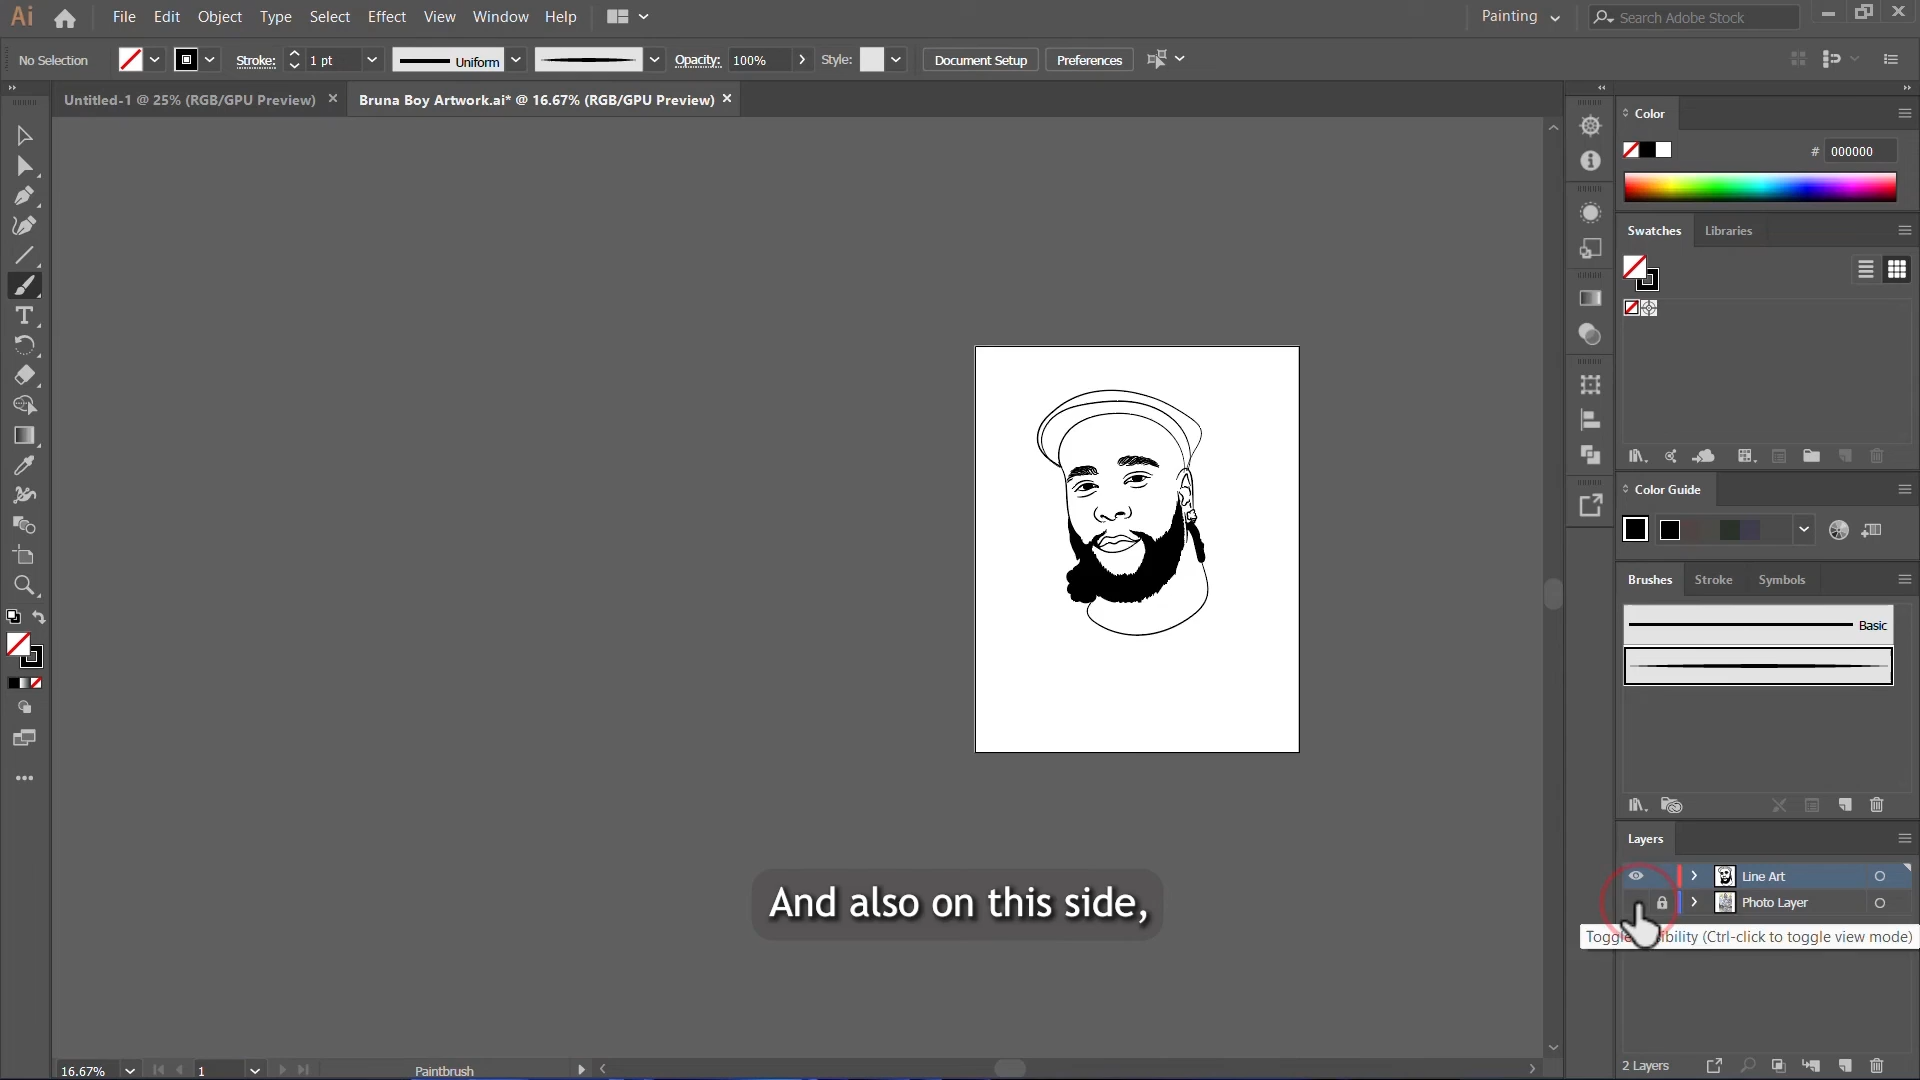 Ai File Edit Object Type Select Effect View Window Help Painting Search Adobe Stock
No Selection Stroke: 1 pt Uniform Opacity: 100% Style: Document Setup Preferences
Untitled-1 @ 25% (RGB/GPU Preview) Bruna Boy Artwork.ai* @ 16.67% (RGB/GPU Preview)
Color
# 000000
Swatches Libraries
Color Guide
Brushes Stroke Symbols
Basic
Layers
Line Art
Photo Layer
And also on this side,
(Ctrl-click to toggle view mode)
2 Layers
16.67% 1 Paintbrush